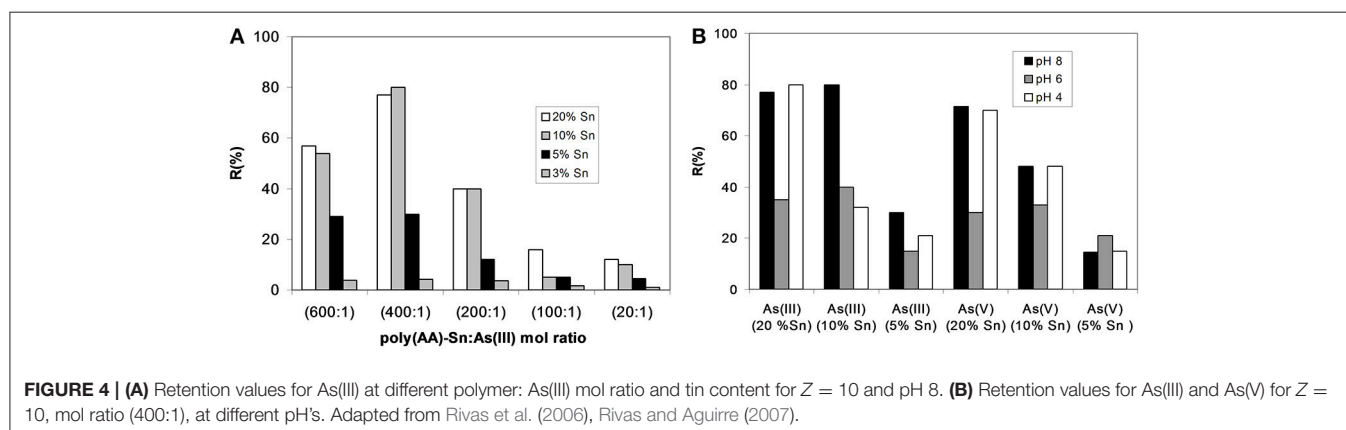 A
100
80
60
40
20
0
R(%)
20% Sn
10% Sn
5% Sn
3% Sn
(600:1) (400:1) (200:1) (100:1) (20:1)
poly(AA)-Sn:As(III) mol ratio
B
100
80
60
40
20
0
R(%)
pH 8
pH 6
pH 4
As(III) As(III) As(III) As(V) As(V) As(V)
(20 %Sn) (10% Sn) (5% Sn) (20% Sn) (10% Sn) (5% Sn )
FIGURE 4 | (A) Retention values for As(III) at different polymer: As(III) mol ratio and tin content for Z = 10 and pH 8. (B) Retention values for As(III) and As(V) for Z =
10, mol ratio (400:1), at different pH's. Adapted from Rivas et al. (2006), Rivas and Aguirre (2007).